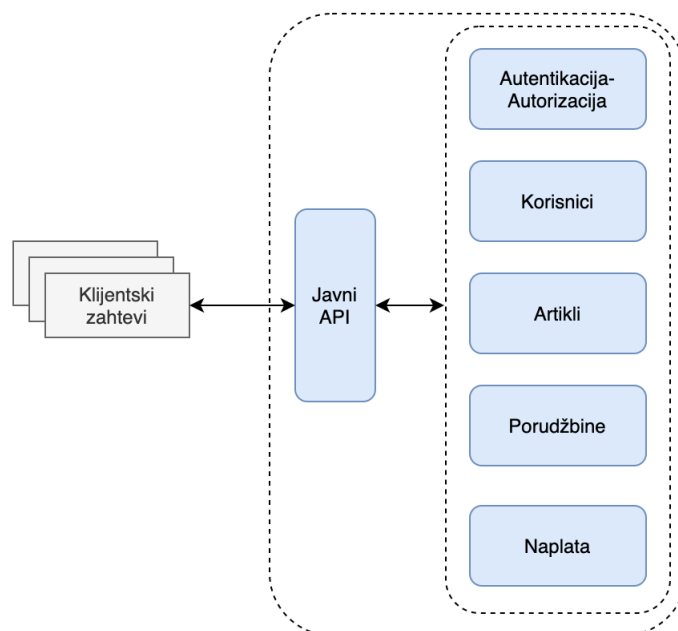 Autentikacija-
Autorizacija
Korisnici
Klijentski
zahtevi
Javni
API
Artikli
Porudžbine
Naplata